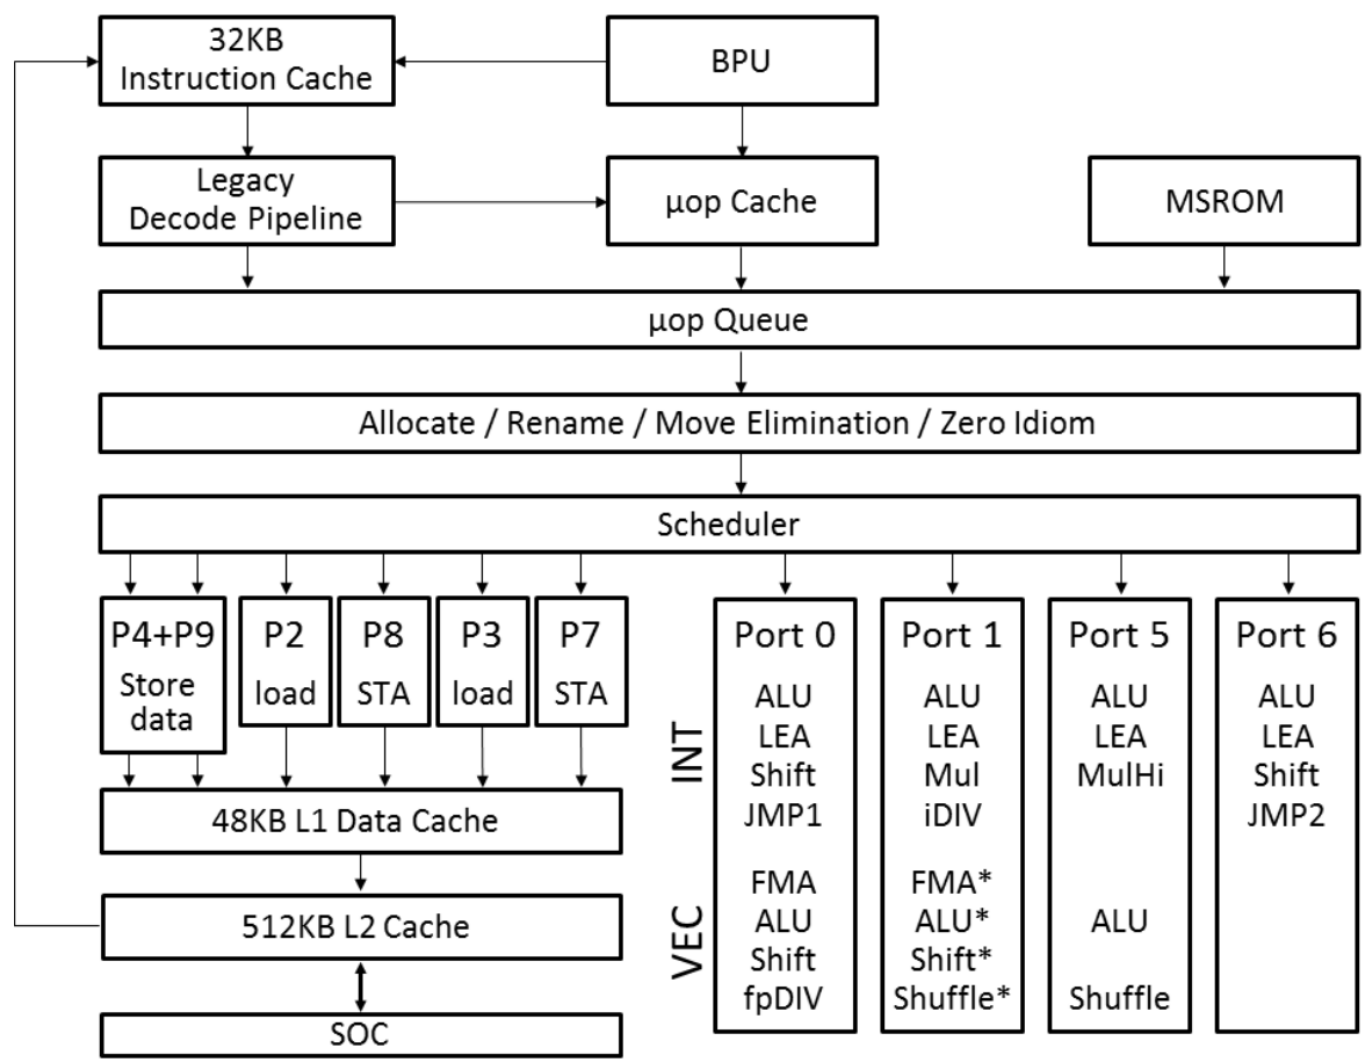 32KB
Instruction Cache
BPU
Legacy
Decode Pipeline
µop Cache
MSROM
µop Queue
Allocate / Rename / Move Elimination / Zero Idiom
Scheduler
P4+P9
Store
data
P2
load
P8
STA
P3
load
P7
STA
48KB L1 Data Cache
512KB L2 Cache
SOC
INT
VEC
Port 0
ALU
LEA
Shift
JMP1
FMA
ALU
Shift
fpDIV
Port 1
ALU
LEA
Mul
iDIV
FMA*
ALU*
Shift*
Shuffle*
Port 5
ALU
LEA
MulHi
ALU
Shuffle
Port 6
ALU
LEA
Shift
JMP2